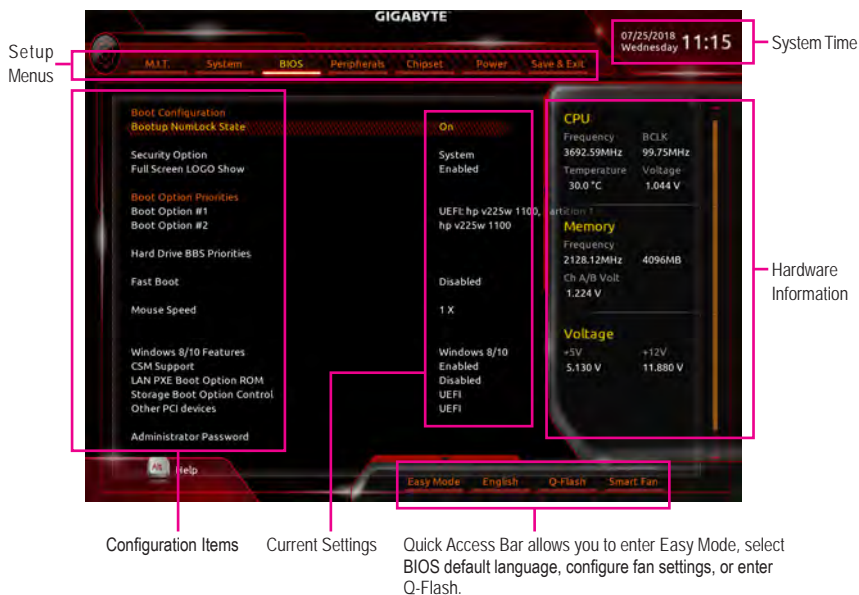 GIGABYTE
Setup Menus
M.I.T. System BIOS Peripherals Chipset Power Save & Exit
07/25/2018 Wednesday 11:15
System Time
Boot Configuration
Bootup NumLock State On
Security Option System
Full Screen LOGO Show Enabled
Boot Option Priorities
Boot Option #1 UEFI: hp v225w 1100, Partition 1
Boot Option #2 hp v225w 1100
Hard Drive BBS Priorities
Fast Boot Disabled
Mouse Speed 1 X
Windows 8/10 Features Windows 8/10
CSM Support Enabled
LAN PXE Boot Option ROM Disabled
Storage Boot Option Control UEFI
Other PCI devices UEFI
Administrator Password
CPU
Frequency BCLK
3692.59MHz 99.75MHz
Temperature Voltage
30.0 °C 1.044 V
Memory
Frequency
2128.12MHz 4096MB
Ch A/B Volt
1.224 V
Voltage
+5V +12V
5.130 V 11.880 V
Hardware
Information
Alt Help
Easy Mode English Q-Flash Smart Fan
Configuration Items
Current Settings
Quick Access Bar allows you to enter Easy Mode, select
BIOS default language, configure fan settings, or enter
Q-Flash.